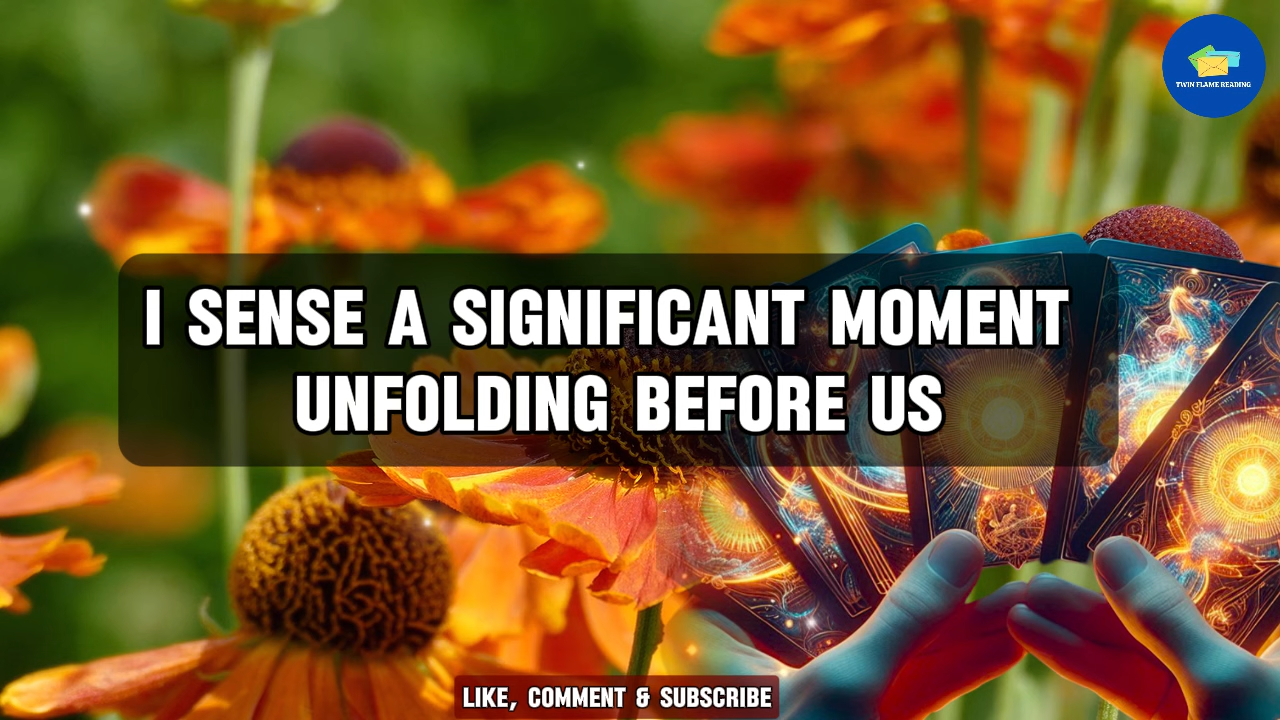 TWIN FLAME READING
I SENSE A SIGNIFICANT MOMENT
UNFOLDING BEFORE US
LIKE, COMMENT & SUBSCRIBE